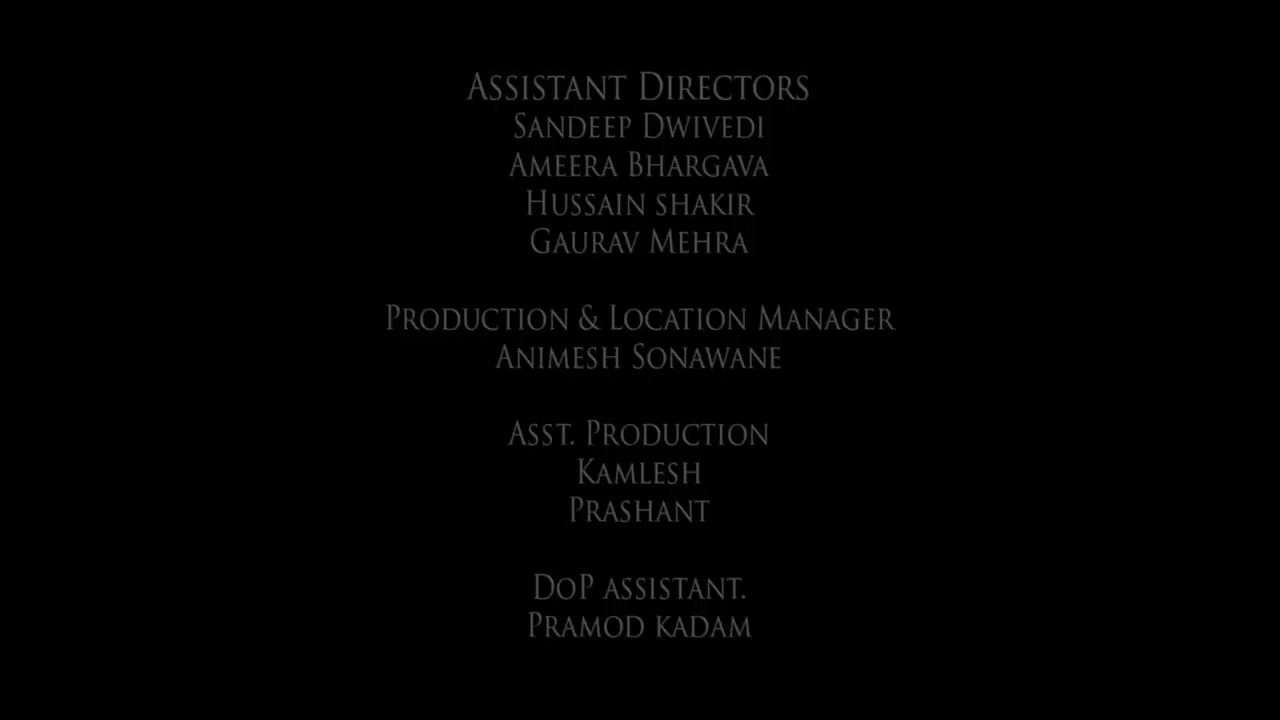 Assistant Directors
Sandeep Dwivedi
Ameera Bhargava
Hussain shakir
Gaurav Mehra
Production & Location Manager
Animesh Sonawane
Asst. Production
Kamlesh
Prashant
DoP assistant.
Pramod kadam